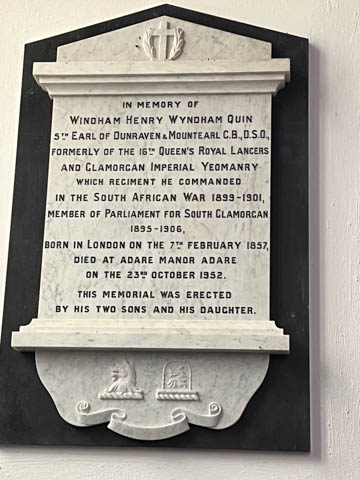 IN MEMORY OF
WINDHAM HENRY WYNDHAM QUIN
5TH EARL OF DUNRAVEN & MOUNTEARL C.B., D.S.O.,
FORMERLY OF THE 16TH QUEEN'S ROYAL LANCERS
AND GLAMORGAN IMPERIAL YEOMANRY
WHICH REGIMENT HE COMMANDED
IN THE SOUTH AFRICAN WAR 1899-1901,
MEMBER OF PARLIAMENT FOR SOUTH GLAMORGAN
1895-1906,
BORN IN LONDON ON THE 7TH FEBRUARY 1857,
DIED AT ADARE MANOR ADARE
ON THE 23RD OCTOBER 1952.
THIS MEMORIAL WAS ERECTED
BY HIS TWO SONS AND HIS DAUGHTER.